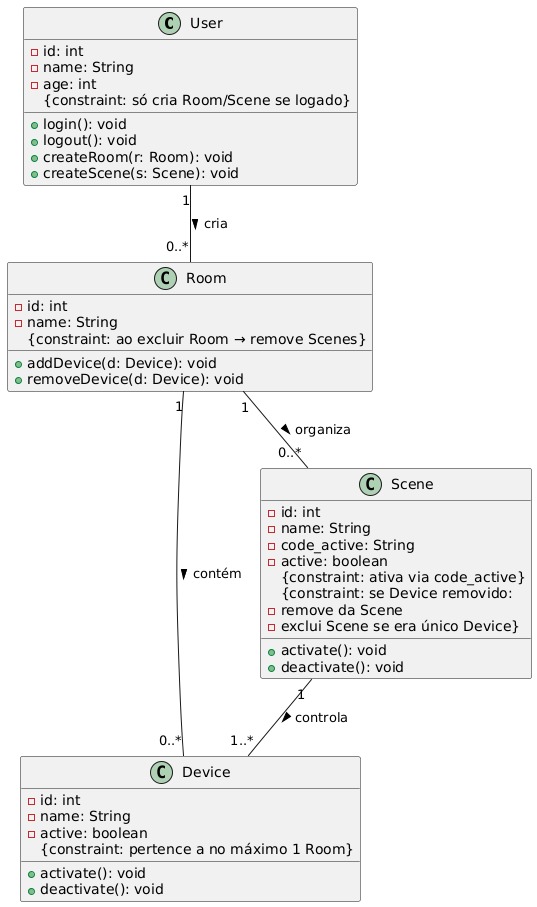 C User
id: int
name: String
age: int
{constraint: só cria Room/Scene se logado}
login(): void
logout(): void
createRoom(r: Room): void
createScene(s: Scene): void
1
cria
0..*
C Room
id: int
name: String
{constraint: ao excluir Room → remove Scenes}
addDevice(d: Device): void
removeDevice(d: Device): void
1
1
organiza
0..*
C Scene
id: int
name: String
code_active: String
active: boolean
{constraint: ativa via code_active}
{constraint: se Device removido:
remove da Scene
exclui Scene se era único Device}
activate(): void
deactivate(): void
contém
1
controla
0..*
1..*
C Device
id: int
name: String
active: boolean
{constraint: pertence a no máximo 1 Room}
activate(): void
deactivate(): void